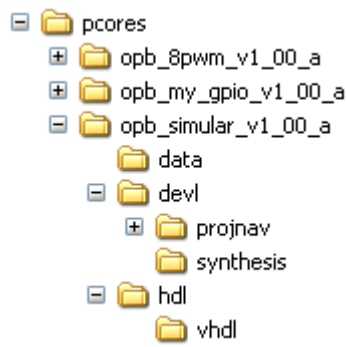 pcores
opb_8pwm_v1_00_a
opb_my_gpio_v1_00_a
opb_simular_v1_00_a
data
devl
projnav
synthesis
hdl
vhdl